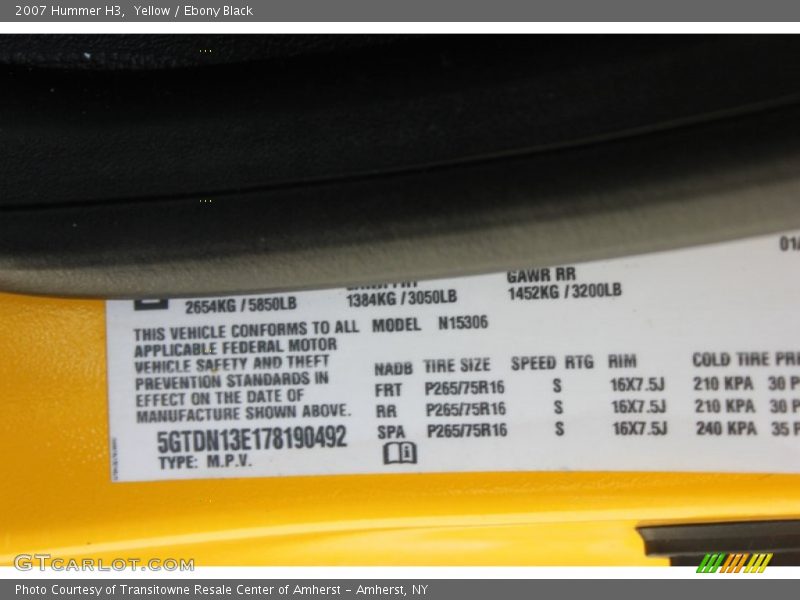 2007 Hummer H3, Yellow / Ebony Black
GAWR RR
2654KG / 5850LB 1384KG / 3050LB 1452KG / 3200LB
THIS VEHICLE CONFORMS TO ALL
APPLICABLE FEDERAL MOTOR
VEHICLE SAFETY AND THEFT
PREVENTION STANDARDS IN
EFFECT ON THE DATE OF
MANUFACTURE SHOWN ABOVE.
5GTDN13E178190492
TYPE: M.P.V.
MODEL N15306
NADB TIRE SIZE SPEED RTG RIM COLD TIRE
FRT P265/75R16 S 16X7.5J 210 KPA 30
RR P265/75R16 S 16X7.5J 210 KPA 30
SPA P265/75R16 S 16X7.5J 240 KPA 35
GTCARLOT.COM
Photo Courtesy of Transitowne Resale Center of Amherst - Amherst, NY